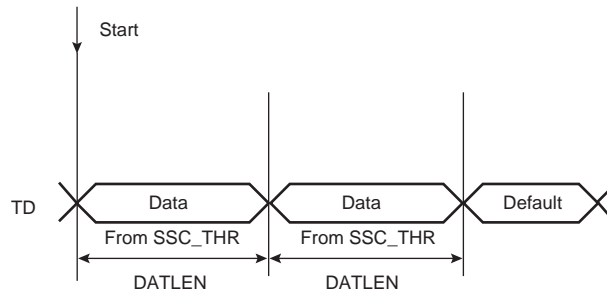 Start
TD
Data
Data
Default
From SSC_THR
From SSC_THR
DATLEN
DATLEN